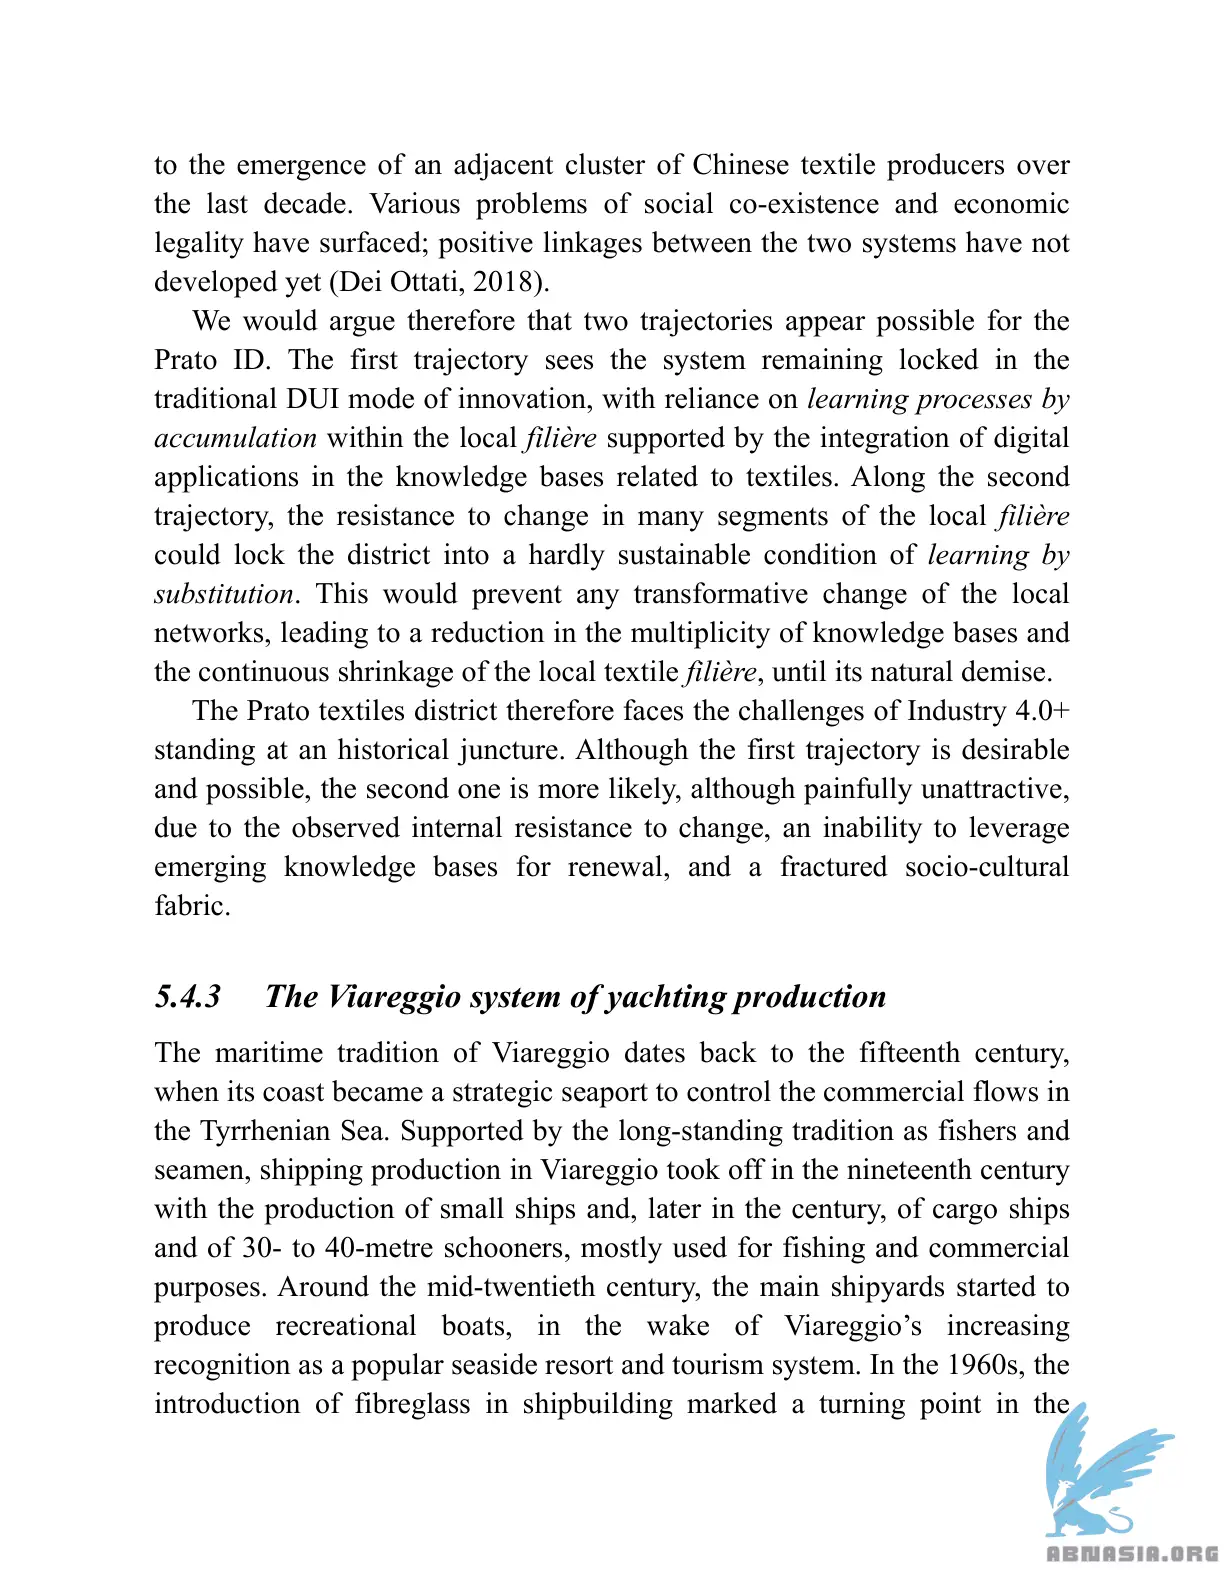 to the emergence of an adjacent cluster of Chinese textile producers over
the last decade. Various problems of social co-existence and economic
legality have surfaced; positive linkages between the two systems have not
developed yet (Dei Ottati, 2018).
We would argue therefore that two trajectories appear possible for the
Prato ID. The first trajectory sees the system remaining locked in the
traditional DUI mode of innovation, with reliance on learning processes by
accumulation within the local filière supported by the integration of digital
applications in the knowledge bases related to textiles. Along the second
trajectory, the resistance to change in many segments of the local filière
could lock the district into a hardly sustainable condition of learning by
substitution. This would prevent any transformative change of the local
networks, leading to a reduction in the multiplicity of knowledge bases and
the continuous shrinkage of the local textile filière, until its natural demise.
The Prato textiles district therefore faces the challenges of Industry 4.0+
standing at an historical juncture. Although the first trajectory is desirable
and possible, the second one is more likely, although painfully unattractive,
due to the observed internal resistance to change, an inability to leverage
emerging knowledge bases for renewal, and a fractured socio-cultural
fabric.
5.4.3 The Viareggio system of yachting production
The maritime tradition of Viareggio dates back to the fifteenth century,
when its coast became a strategic seaport to control the commercial flows in
the Tyrrhenian Sea. Supported by the long-standing tradition as fishers and
seamen, shipping production in Viareggio took off in the nineteenth century
with the production of small ships and, later in the century, of cargo ships
and of 30- to 40-metre schooners, mostly used for fishing and commercial
purposes. Around the mid-twentieth century, the main shipyards started to
produce recreational boats, in the wake of Viareggio’s increasing
recognition as a popular seaside resort and tourism system. In the 1960s, the
introduction of fibreglass in shipbuilding marked a turning point in the
ABNASIA.ORG